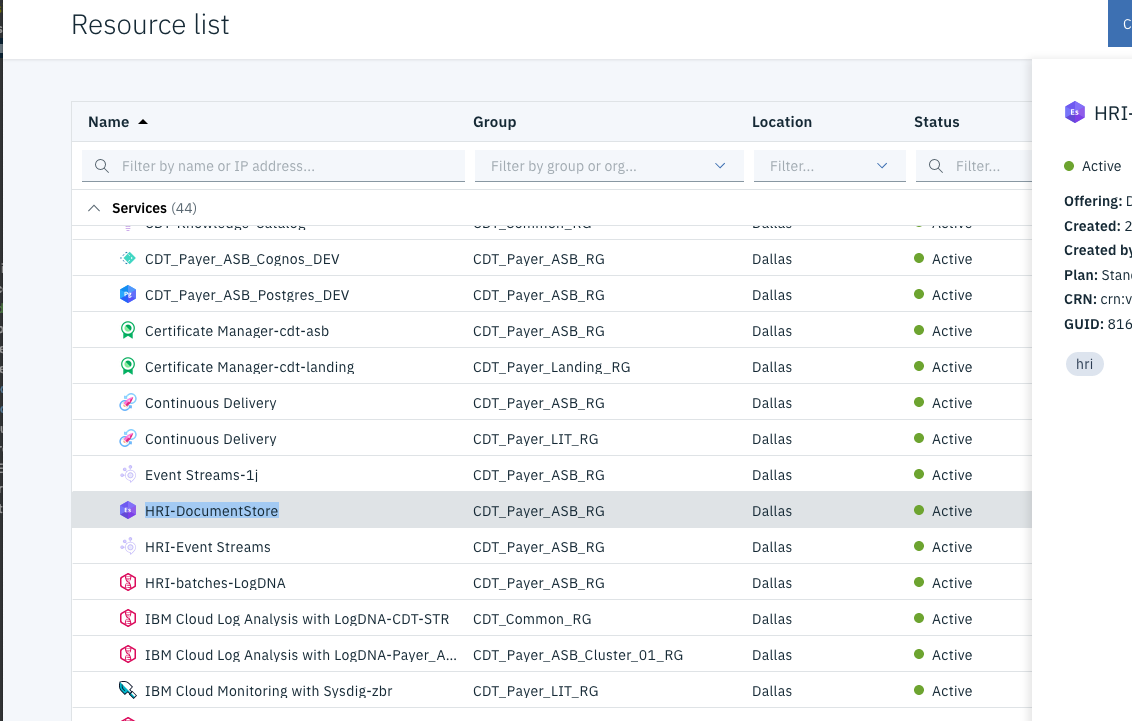 Resource list
C
Name Group Location Status
Filter by name or IP address... Filter by group or org... Filter... Filter...
Services (44)
CDT-Knowledge-Catalog CDT_Common_RG Dallas Active
CDT_Payer_ASB_Cognos_DEV CDT_Payer_ASB_RG Dallas Active
CDT_Payer_ASB_Postgres_DEV CDT_Payer_ASB_RG Dallas Active
Certificate Manager-cdt-asb CDT_Payer_ASB_RG Dallas Active
Certificate Manager-cdt-landing CDT_Payer_Landing_RG Dallas Active
Continuous Delivery CDT_Payer_ASB_RG Dallas Active
Continuous Delivery CDT_Payer_LIT_RG Dallas Active
Event Streams-1j CDT_Payer_ASB_RG Dallas Active
Es HRI-DocumentStore CDT_Payer_ASB_RG Dallas Active
HRI-Event Streams CDT_Payer_ASB_RG Dallas Active
HRI-batches-LogDNA CDT_Payer_ASB_RG Dallas Active
IBM Cloud Log Analysis with LogDNA-CDT-STR CDT_Common_RG Dallas Active
IBM Cloud Log Analysis with LogDNA-Payer_A... CDT_Payer_ASB_Cluster_01_RG Dallas Active
IBM Cloud Monitoring with Sysdig-zbr CDT_Payer_LIT_RG Dallas Active
Es HRI-
Active
Offering: D
Created: 2
Created by
Plan: Stan
CRN: crn:v
GUID: 816
hri